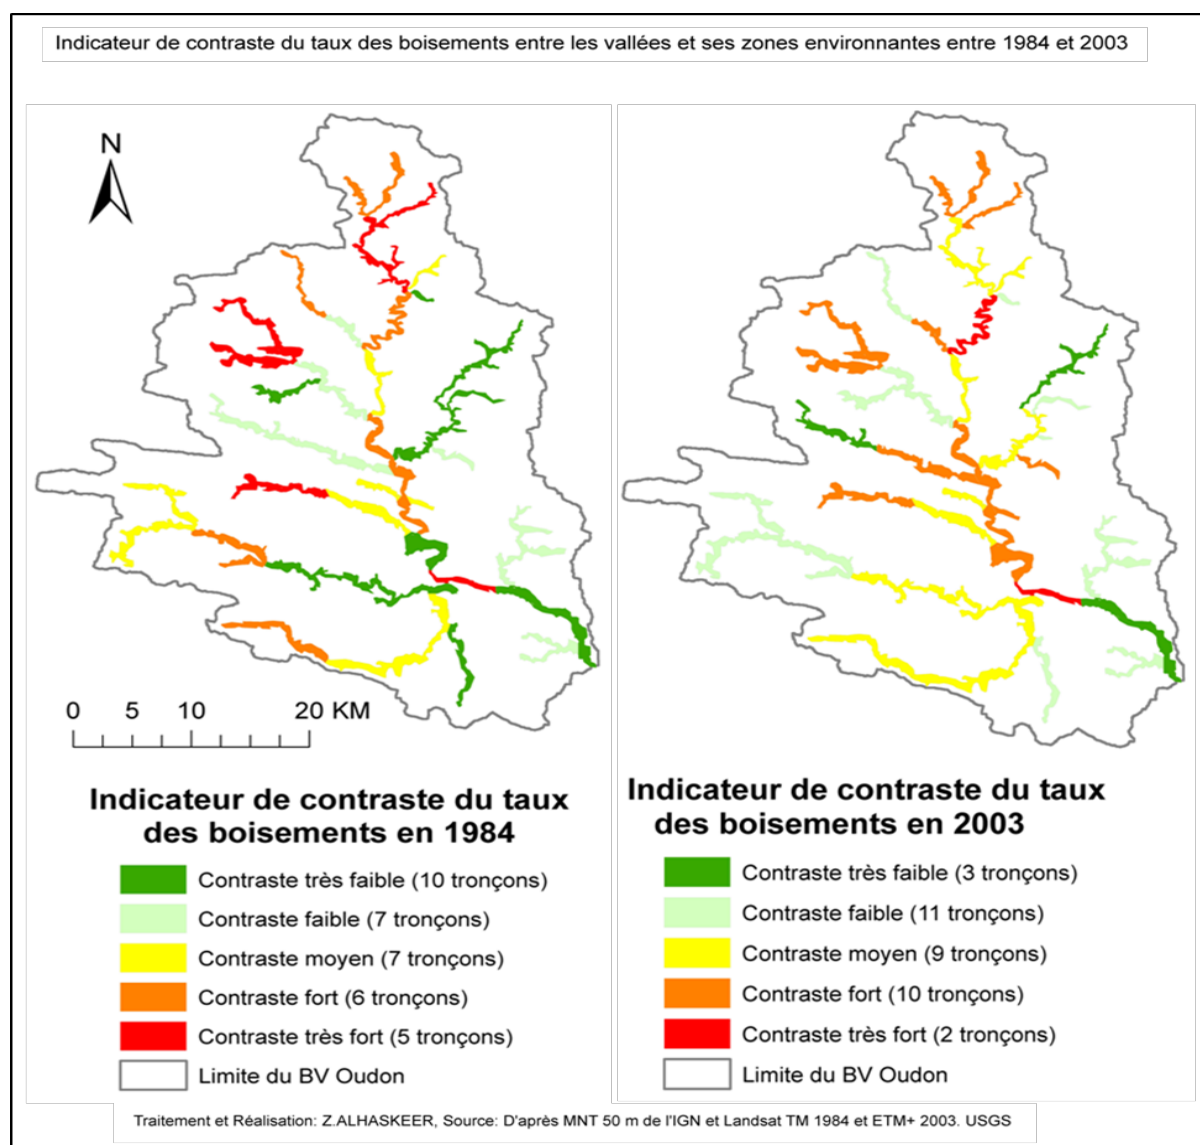 Indicateur de contraste du taux des boisements entre les vallées et ses zones environnantes entre 1984 et 2003
N
0 5 10 20 KM
Indicateur de contraste du taux
des boisements en 1984
Contraste très faible (10 tronçons)
Contraste faible (7 tronçons)
Contraste moyen (7 tronçons)
Contraste fort (6 tronçons)
Contraste très fort (5 tronçons)
Limite du BV Oudon
Indicateur de contraste du taux
des boisements en 2003
Contraste très faible (3 tronçons)
Contraste faible (11 tronçons)
Contraste moyen (9 tronçons)
Contraste fort (10 tronçons)
Contraste très fort (2 tronçons)
Limite du BV Oudon
Traitement et Réalisation: Z.ALHASKEER, Source: D'après MNT 50 m de l'IGN et Landsat TM 1984 et ETM+ 2003. USGS